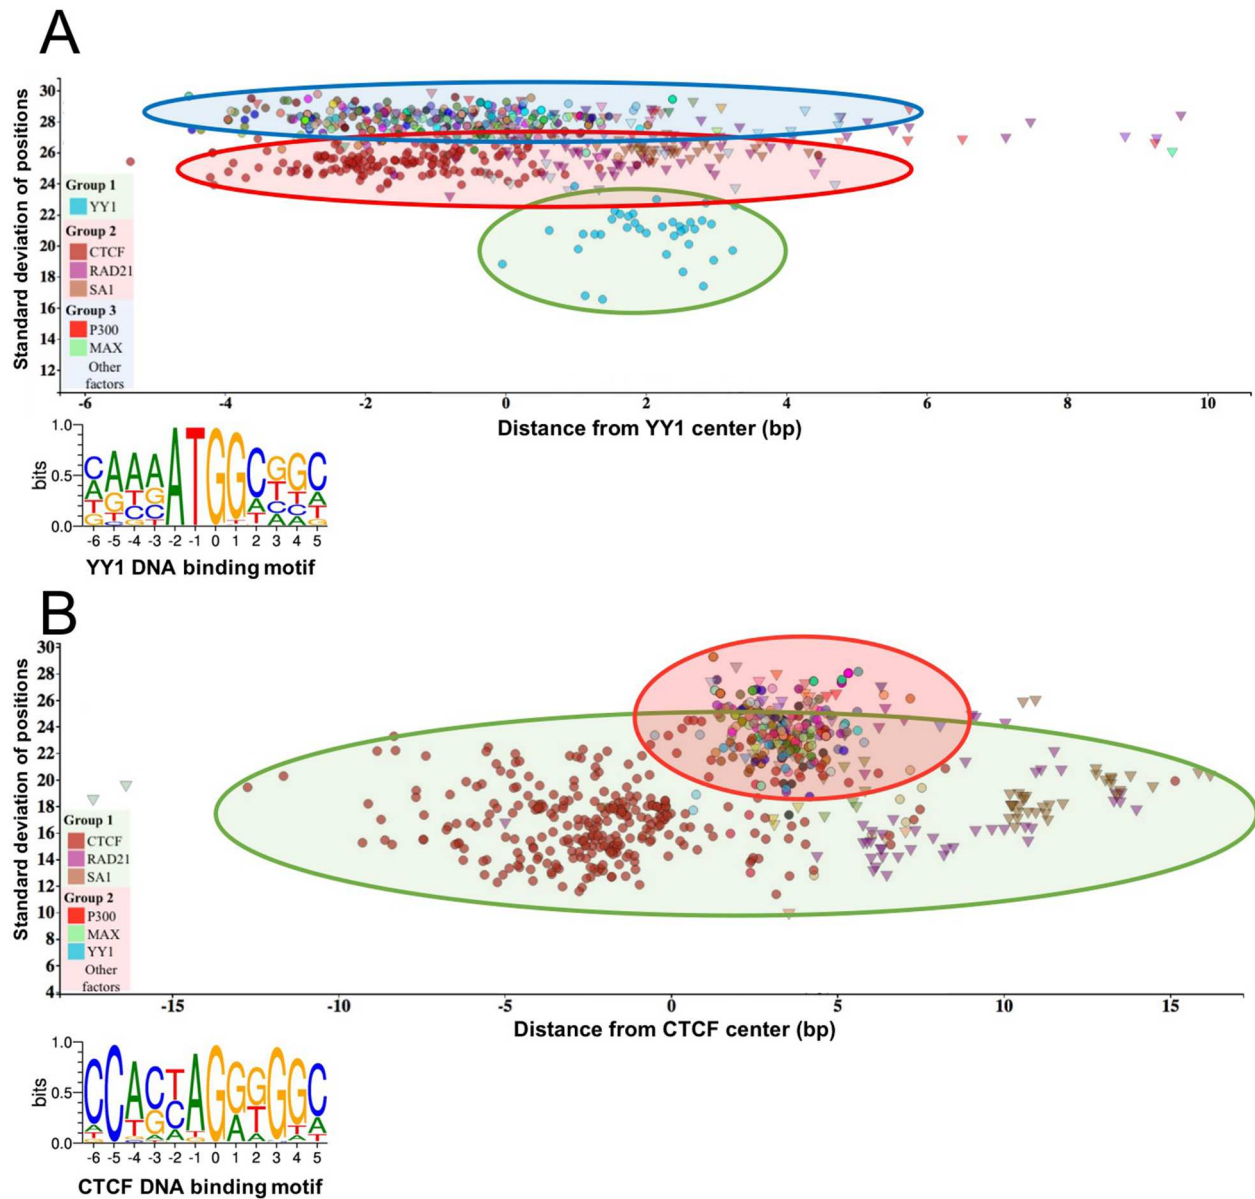 A
Standard deviation of positions
30
28
26
24
22
20
18
16
14
12
Group 1
YY1
Group 2
CTCF
RAD21
SA1
Group 3
P300
MAX
Other
factors
-6 -4 -2 0 2 4 6 8 10
Distance from YY1 center (bp)
bits
1.0
0.5
0.0
-6 -5 -4 -3 -2 -1 0 1 2 3 4 5
YY1 DNA binding motif
B
Standard deviation of positions
30
28
26
24
22
20
18
16
14
12
10
8
6
4
Group 1
CTCF
RAD21
SA1
Group 2
P300
MAX
YY1
Other
factors
-15 -10 -5 0 5 10 15
Distance from CTCF center (bp)
bits
1.0
0.5
0.0
-6 -5 -4 -3 -2 -1 0 1 2 3 4 5
CTCF DNA binding motif